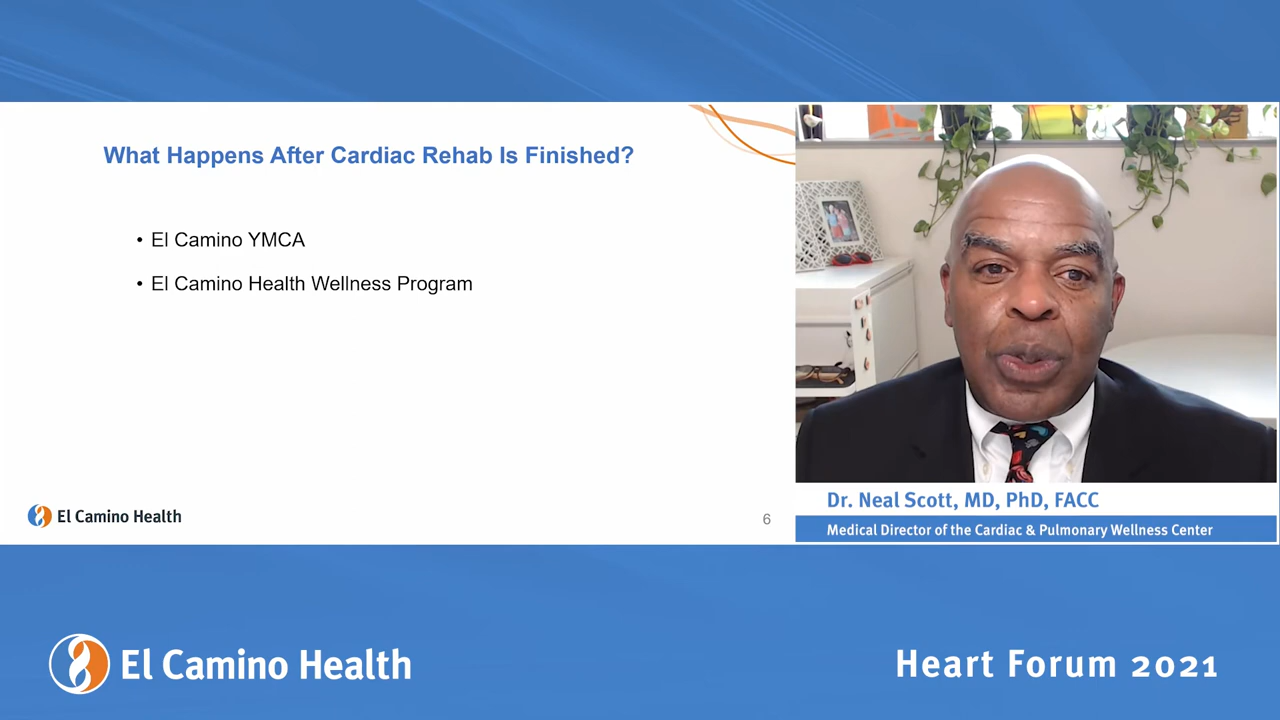 What Happens After Cardiac Rehab Is Finished?
• El Camino YMCA
• El Camino Health Wellness Program
El Camino Health
6
Dr. Neal Scott, MD, PhD, FACC
Medical Director of the Cardiac & Pulmonary Wellness Center
El Camino Health
Heart Forum 2021